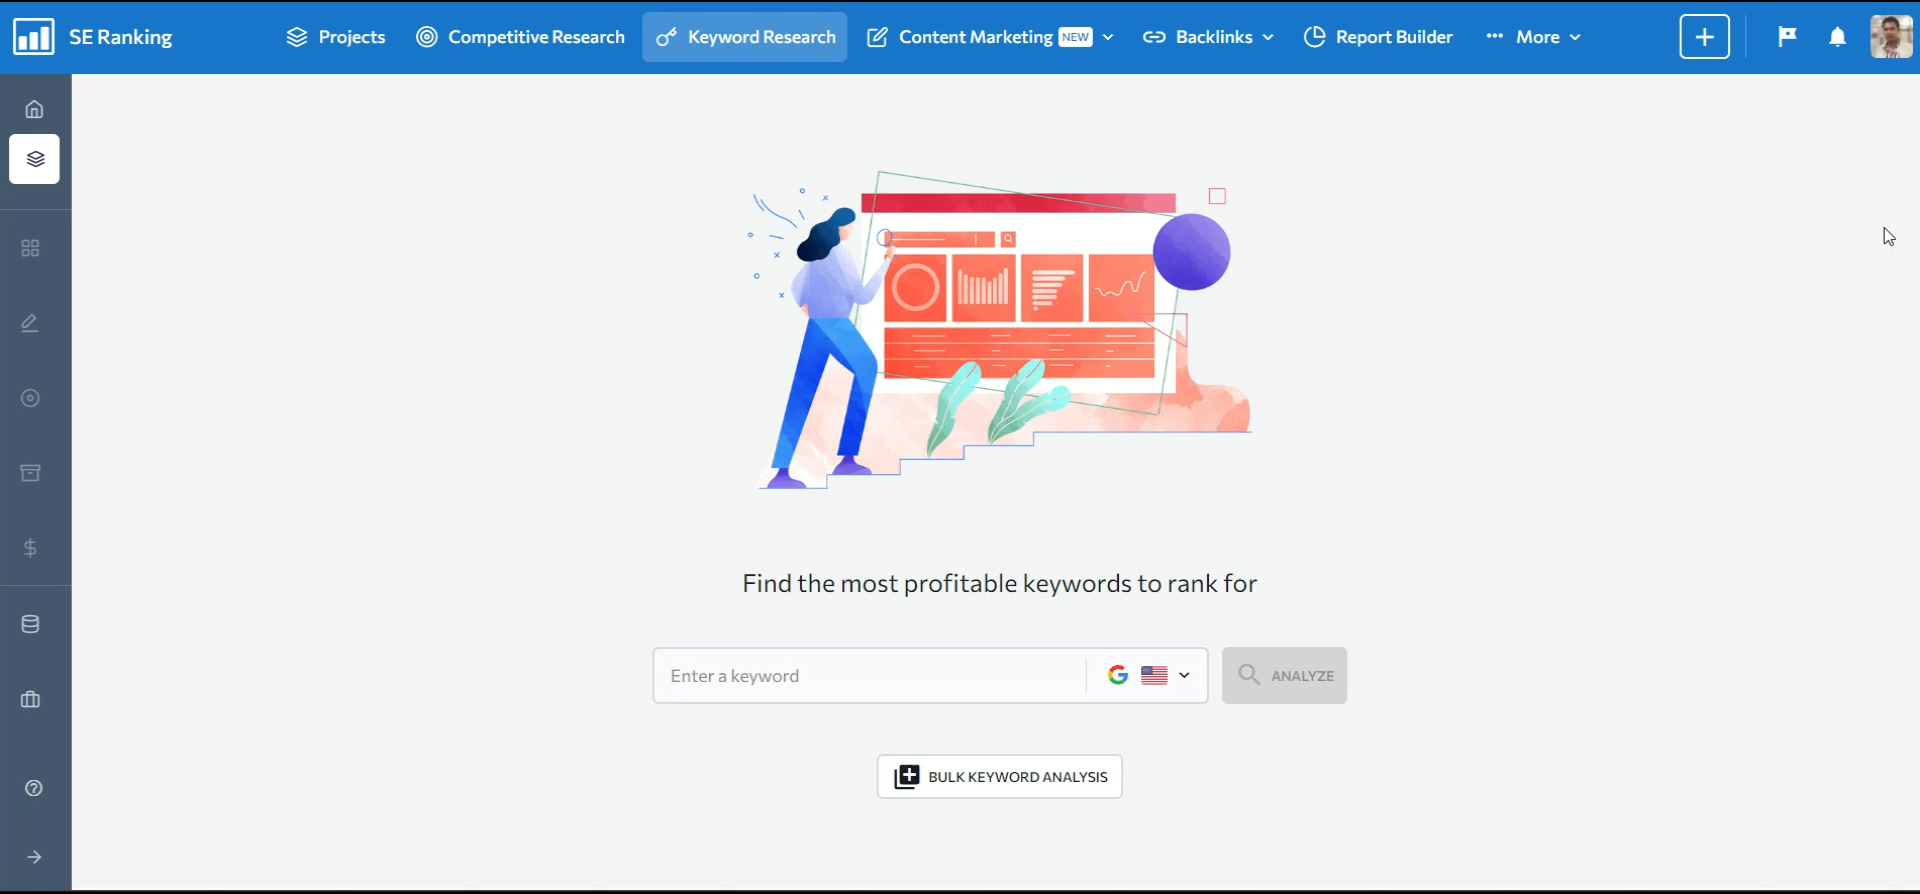 SE Ranking
Projects
Competitive Research
Keyword Research
Content Marketing NEW
Backlinks
Report Builder
More
Find the most profitable keywords to rank for
Enter a keyword
ANALYZE
BULK KEYWORD ANALYSIS